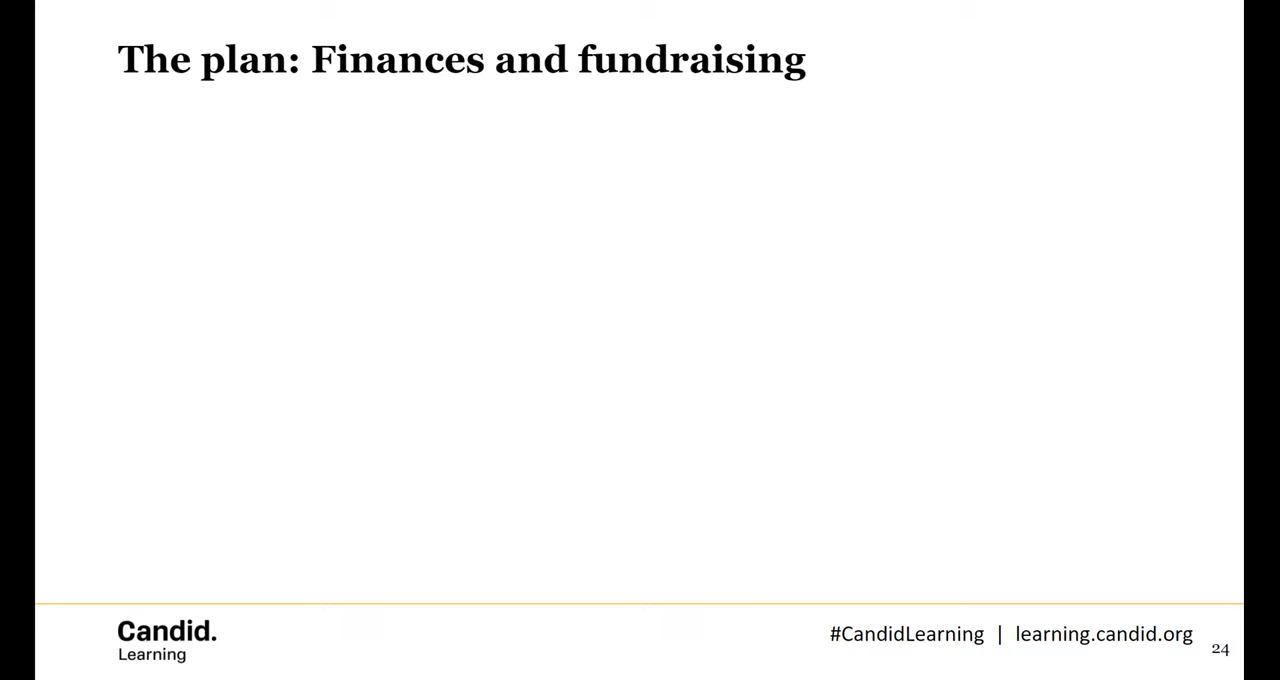 The plan: Finances and fundraising
Candid.
Learning
#CandidLearning | learning.candid.org
24